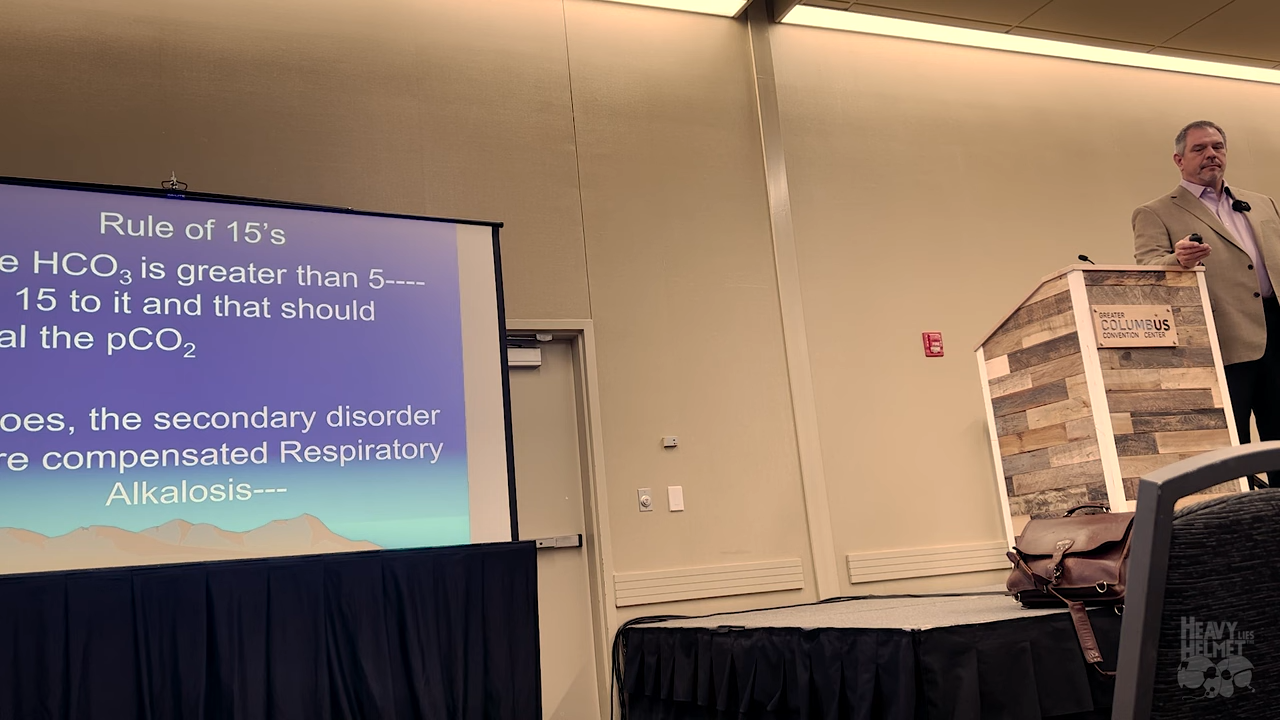 Rule of 15's
e HCO₃ is greater than 5----
15 to it and that should
al the pCO₂
oes, the secondary disorder
re compensated Respiratory
Alkalosis---
GREATER
COLUMBUS
CONVENTION CENTER
HEAVY LIES
HELMET